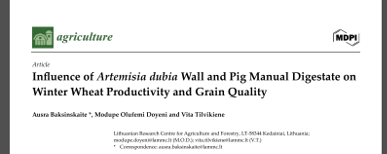 agriculture
MDPI
Article
Influence of Artemisia dubia Wall and Pig Manual Digestate on
Winter Wheat Productivity and Grain Quality
Ausra Baksinskaite *, Modupe Olufemi Doyeni and Vita Tilvikiene
Lithuanian Research Centre for Agriculture and Forestry, LT-58344 Kedainiai, Lithuania;
modupe.doyeni@lammc.lt (M.O.D.); vita.tilvikiene@lammc.lt (V.T.)
* Correspondence: ausra.baksinskaite@lammc.lt